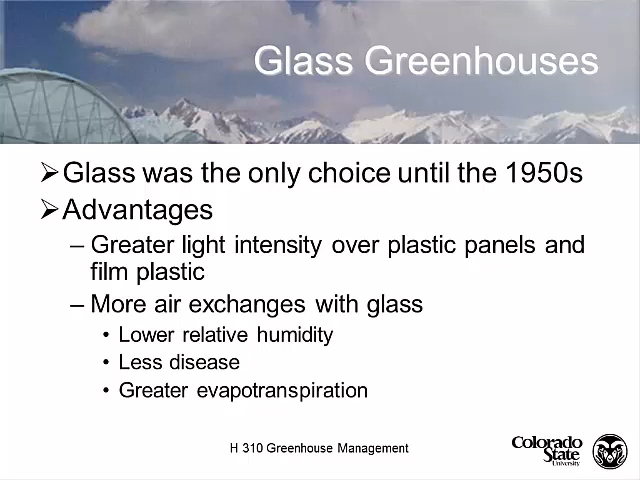 Glass Greenhouses
➢Glass was the only choice until the 1950s
➢Advantages
– Greater light intensity over plastic panels and
film plastic
– More air exchanges with glass
• Lower relative humidity
• Less disease
• Greater evapotranspiration
H 310 Greenhouse Management
Colorado
State
University